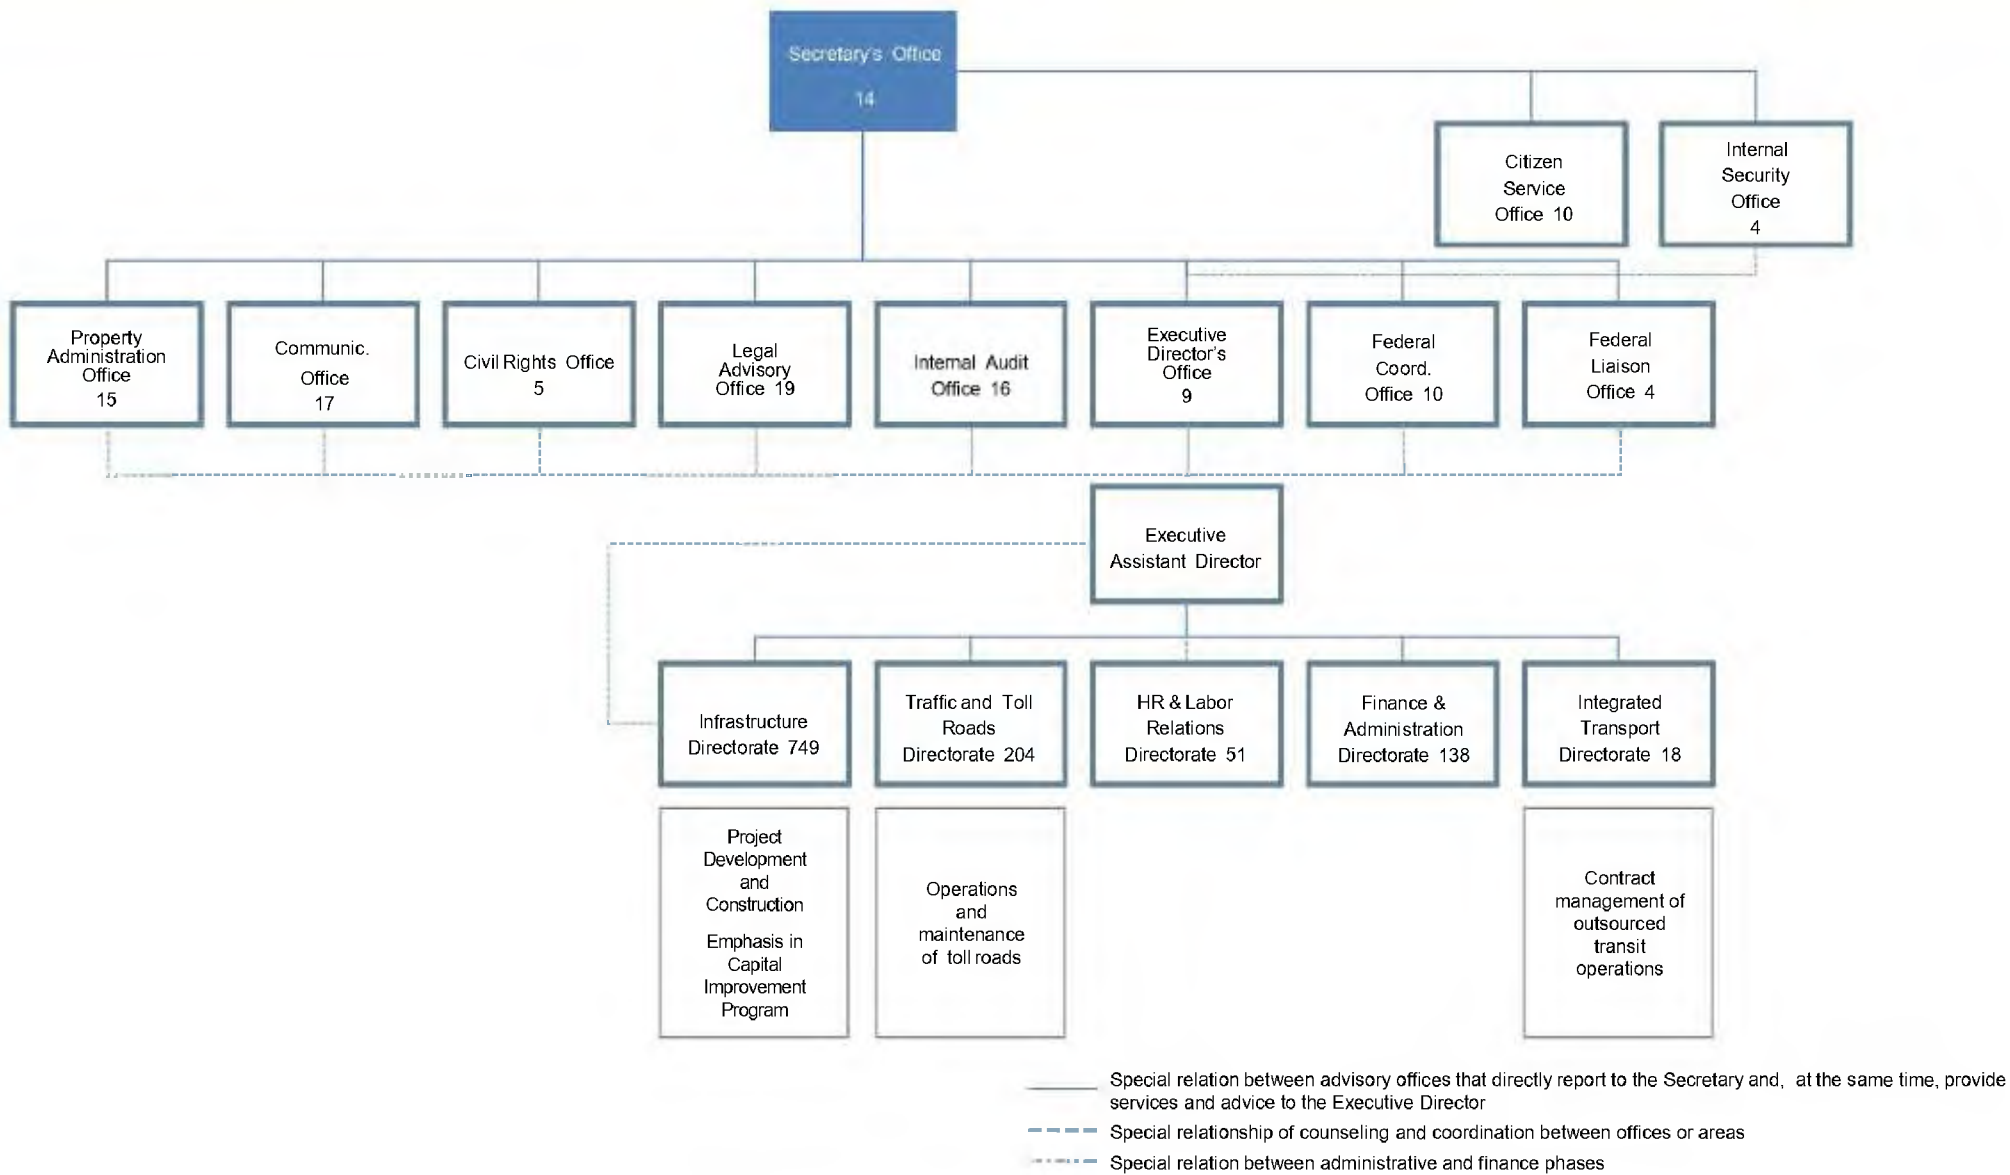 Secretary's Office
14
Citizen
Service
Office 10
Internal
Security
Office
4
Property
Administration
Office
15
Communic.
Office
17
Civil Rights Office
5
Legal
Advisory
Office 19
Internal Audit
Office 16
Executive
Director's
Office
9
Federal
Coord.
Office 10
Federal
Liaison
Office 4
Executive
Assistant Director
Infrastructure
Directorate 749
Traffic and Toll
Roads
Directorate 204
HR & Labor
Relations
Directorate 51
Finance &
Administration
Directorate 138
Integrated
Transport
Directorate 18
Project
Development
and
Construction
Emphasis in
Capital
Improvement
Program
Operations
and
maintenance
of toll roads
Contract
management of
outsourced
transit
operations
Special relation between advisory offices that directly report to the Secretary and, at the same time, provide
services and advice to the Executive Director
Special relationship of counseling and coordination between offices or areas
Special relation between administrative and finance phases